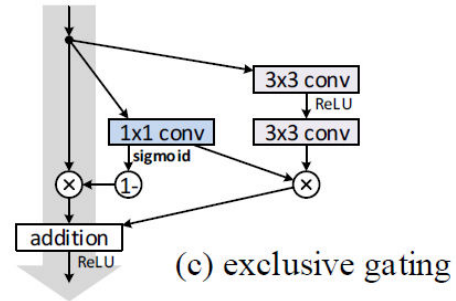 3x3 conv
ReLU
1x1 conv
3x3 conv
sigmoid
1-
addition
ReLU
(c) exclusive gating